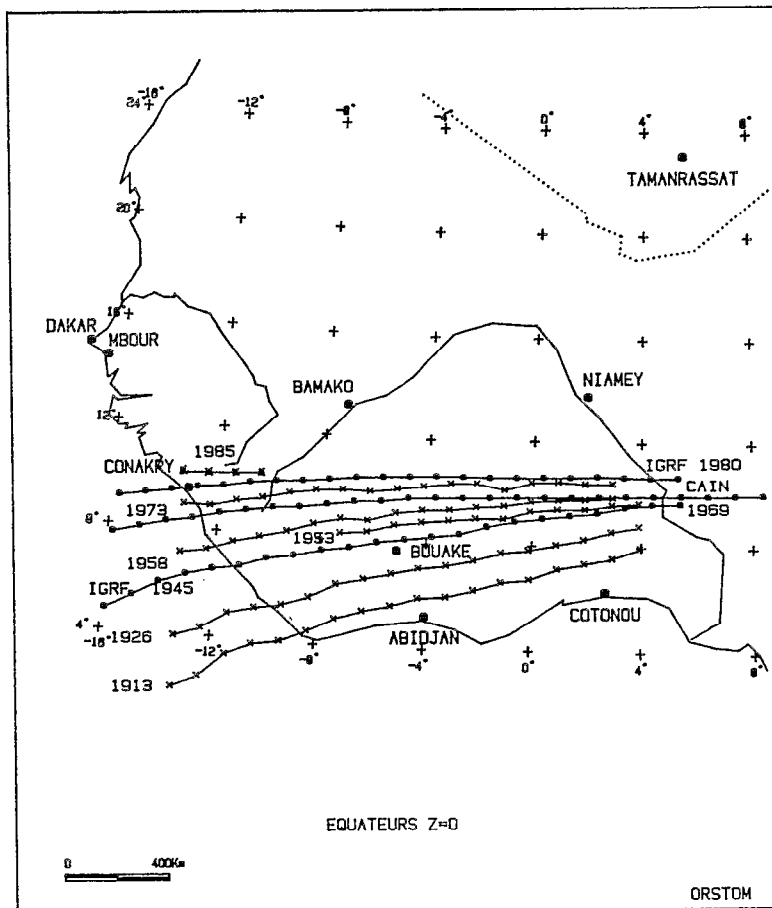 -16° -12° -8° -4° 0° 4° 8°
24°
TAMANRASSAT
20°
16°
DAKAR
MBOUR
BAMAKO
NIAMEY
12°
1985
CONAKRY
IGRF 1980
CAIN
1973
1969
8°
1953
1958
BOUAKE
IGRF 1945
4°
-16°
1926
COTONOU
ABIDJAN
-12° -8° -4° 0° 4° 8°
1913
EQUATEURS Z=0
0 400Km
ORSTOM